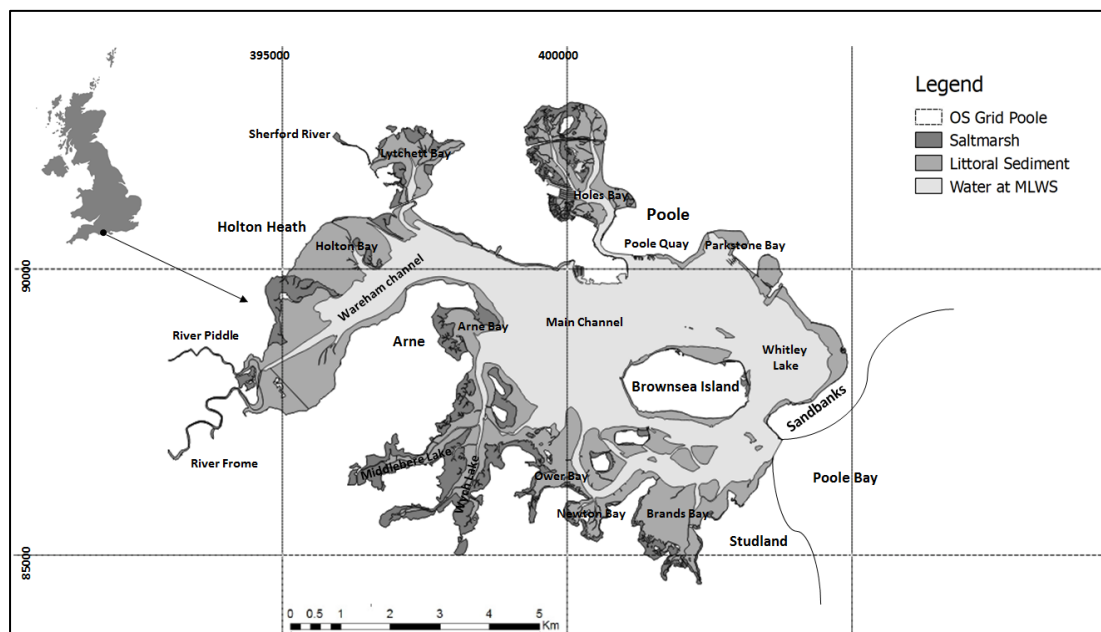 395000
400000
Legend
OS Grid Poole
Saltmarsh
Littoral Sediment
Water at MLWS
Sherford River
Lytchett Bay
Holes Bay
Poole
Holton Heath
Holton Bay
Poole Quay
Parkstone Bay
90000
Wareham channel
River Piddle
Arne
Arne Bay
Main Channel
Whitley
Lake
Brownsea Island
Sandbanks
River Frome
Middlebere Lake
Wych Lake
Ower Bay
Poole Bay
Newton Bay
Brands Bay
Studland
85000
0 0.5 1 2 3 4 5
Km